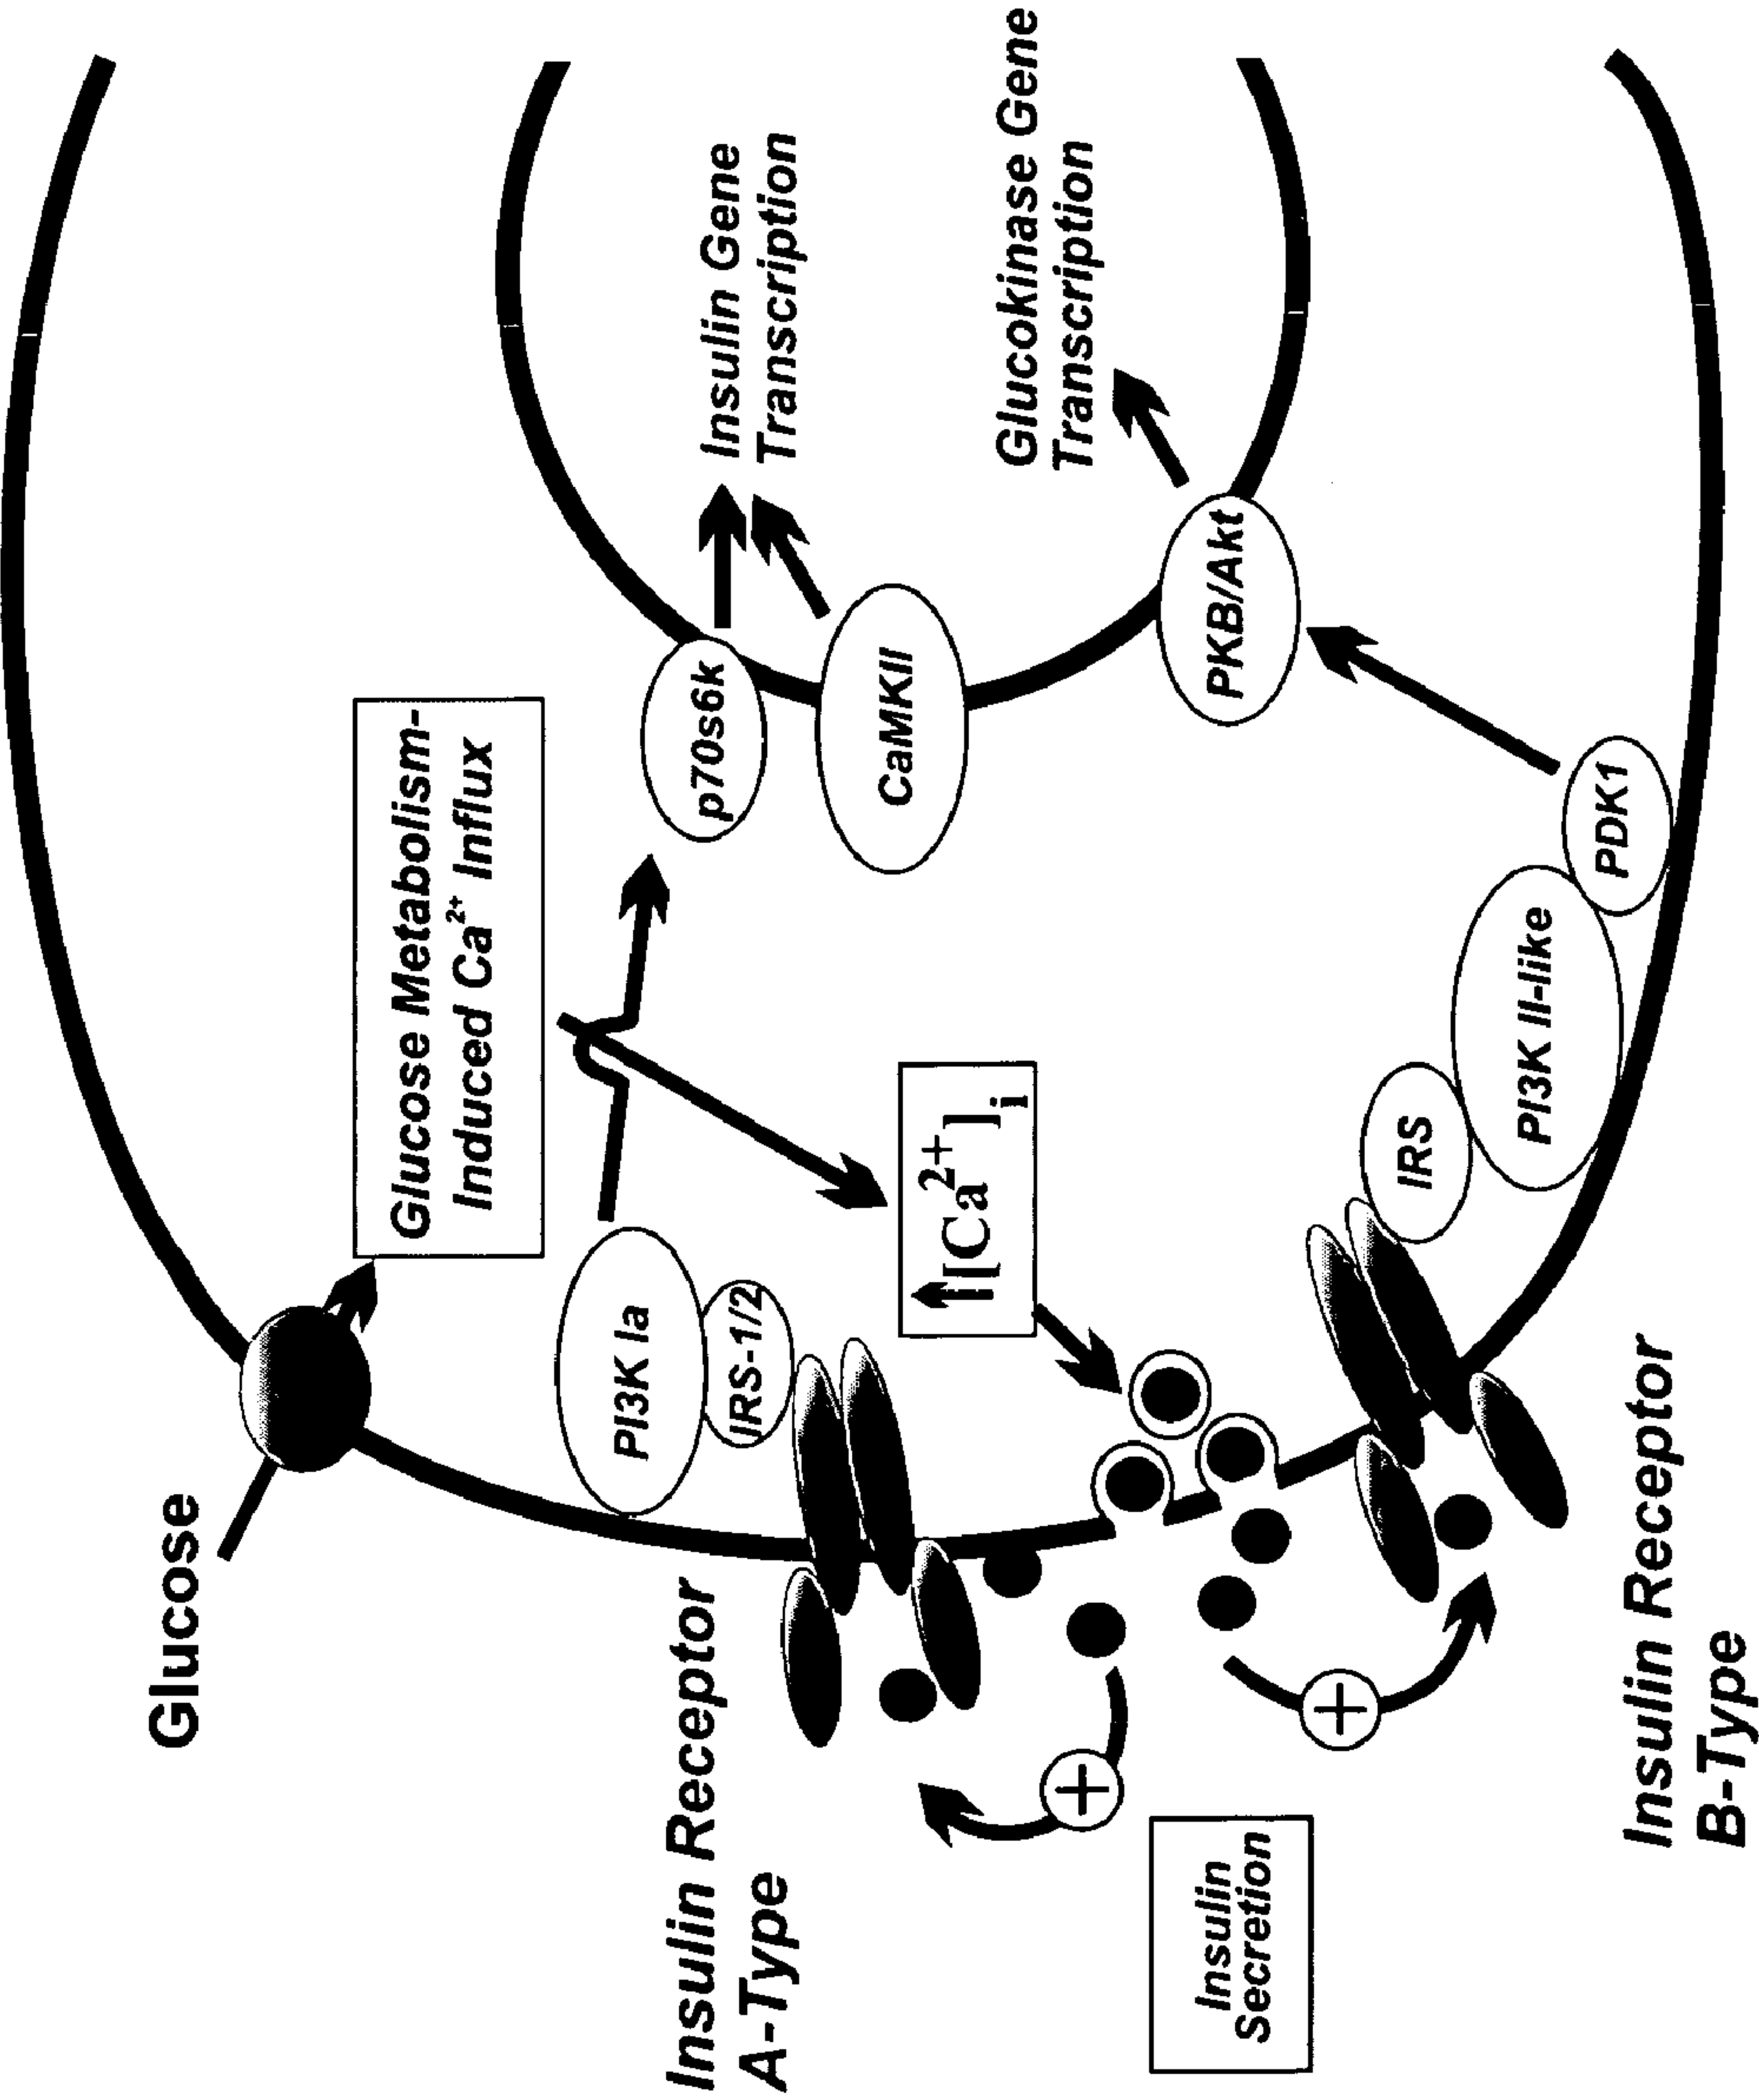 Glucose
Glucose Metabolism-
Induced Ca²⁺ Influx
Insulin Receptor
A-Type
PI3K Ia
IRS-1/2
p70s6k
CaMKII
Insulin Gene
Transcription
↑[Ca²⁺]i
Insulin
Secretion
+
+
Glucokinase Gene
Transcription
PKB/Akt
PDK1
PI3K II-like
IRS
Insulin Receptor
B-Type